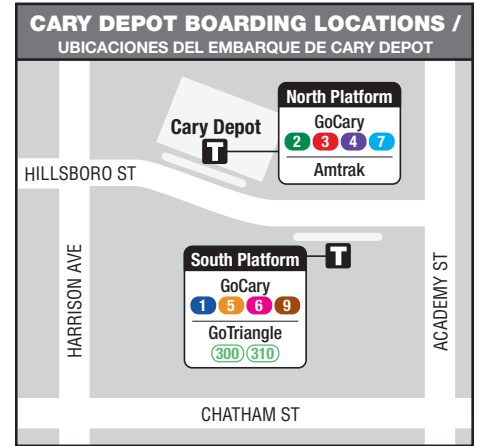 CARY DEPOT BOARDING LOCATIONS /
UBICACIONES DEL EMBARQUE DE CARY DEPOT
North Platform
GoCary
2 3 4 7
Amtrak
Cary Depot
T
HILLSBORO ST
T
South Platform
GoCary
1 5 6 9
GoTriangle
300 310
HARRISON AVE
ACADEMY ST
CHATHAM ST